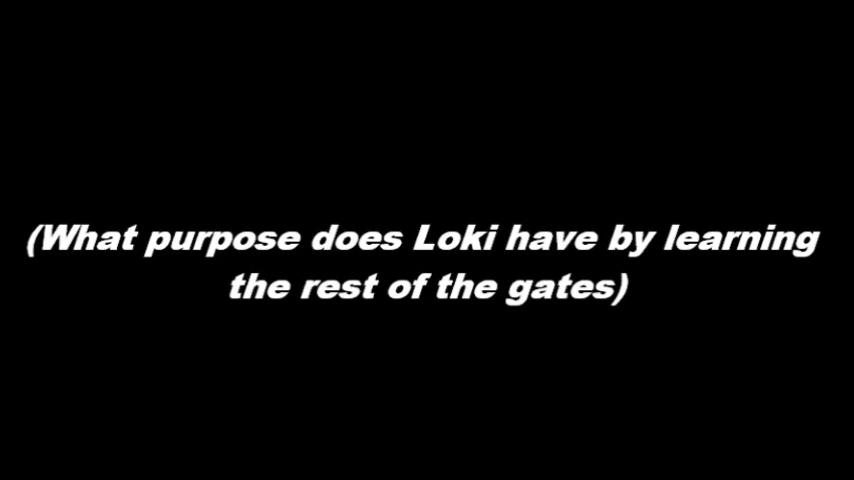 (What purpose does Loki have by learning
the rest of the gates)